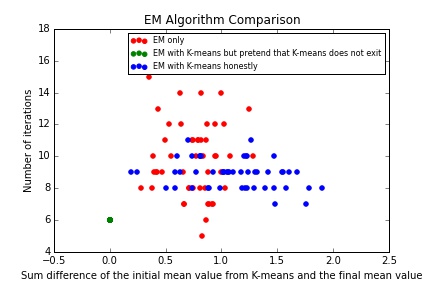 EM Algorithm Comparison
EM only
EM with K-means but pretend that K-means does not exit
EM with K-means honestly
Number of iterations
18
16
14
12
10
8
6
4
−0.5 0.0 0.5 1.0 1.5 2.0 2.5
Sum difference of the initial mean value from K-means and the final mean value